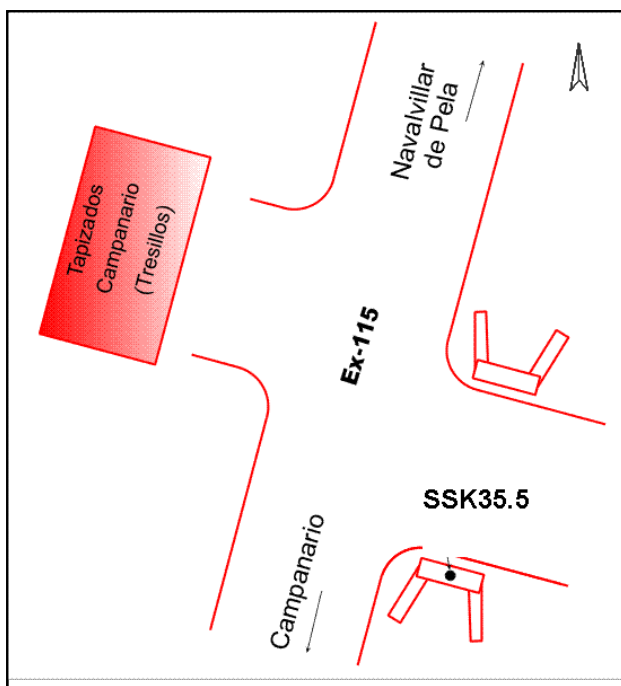 Navalvillar
de Pela
Tapizados
Campanario
(Tresillos)
Ex-115
SSK35.5
Campanario